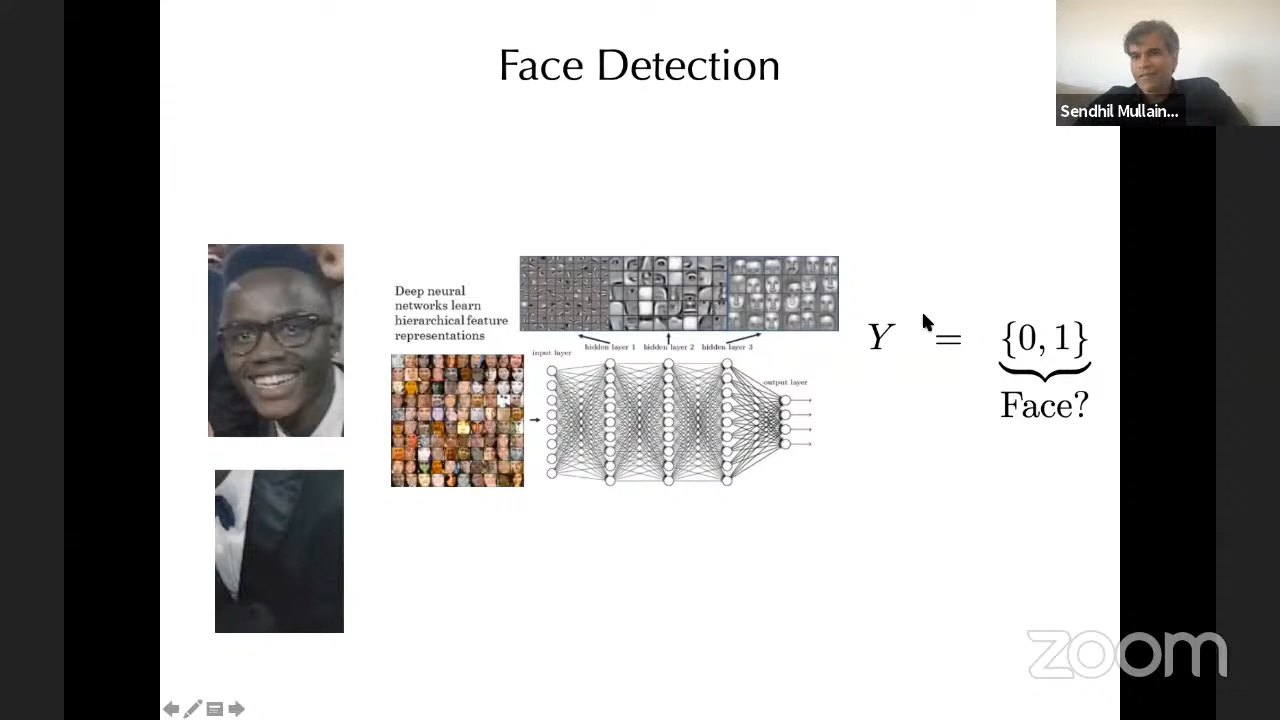 Face Detection
Sendhil Mullain...
Deep neural
networks learn
hierarchical feature
representations
hidden layer 1 hidden layer 2 hidden layer 3
input layer
output layer
Y = {0, 1}
Face?
zoom